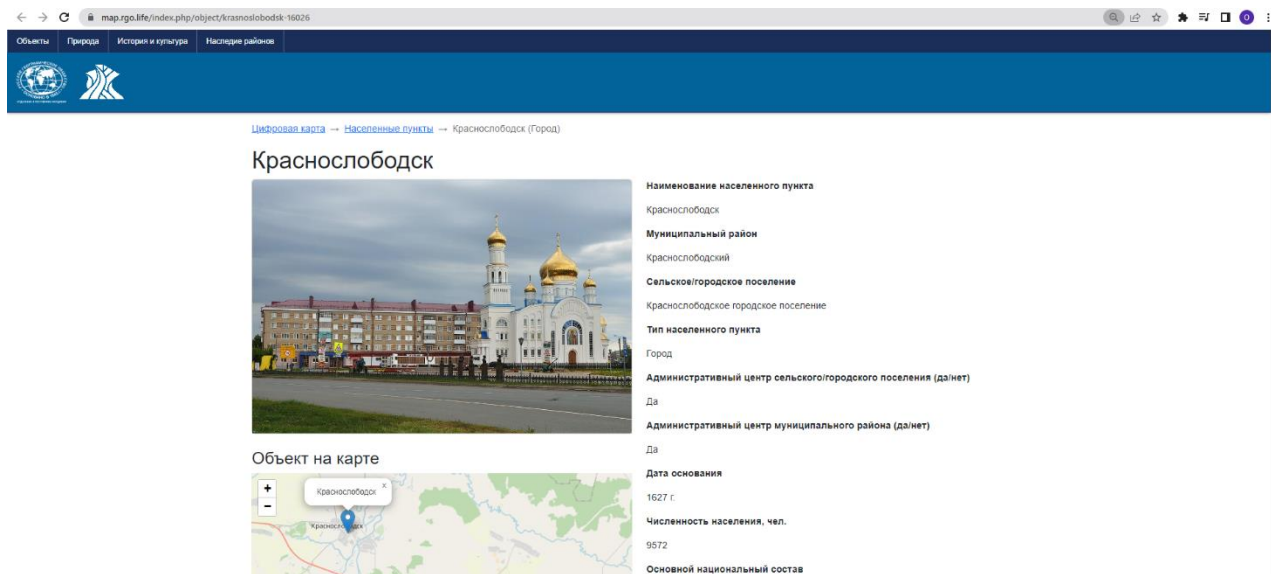 map.rgo.life/index.php/object/krasnoslobodsk-16026
Объекты Природа История и культура Наследие районов
Цифровая карта → Населенные пункты → Краснослободск (Город)
Краснослободск
Наименование населенного пункта
Краснослободск
Муниципальный район
Краснослободский
Сельское/городское поселение
Краснослободское городское поселение
Тип населенного пункта
Город
Административный центр сельского/городского поселения (да/нет)
Да
Административный центр муниципального района (да/нет)
Да
Дата основания
1627 г.
Численность населения, чел.
9572
Основной национальный состав
Объект на карте
+
−
Краснослободск
x